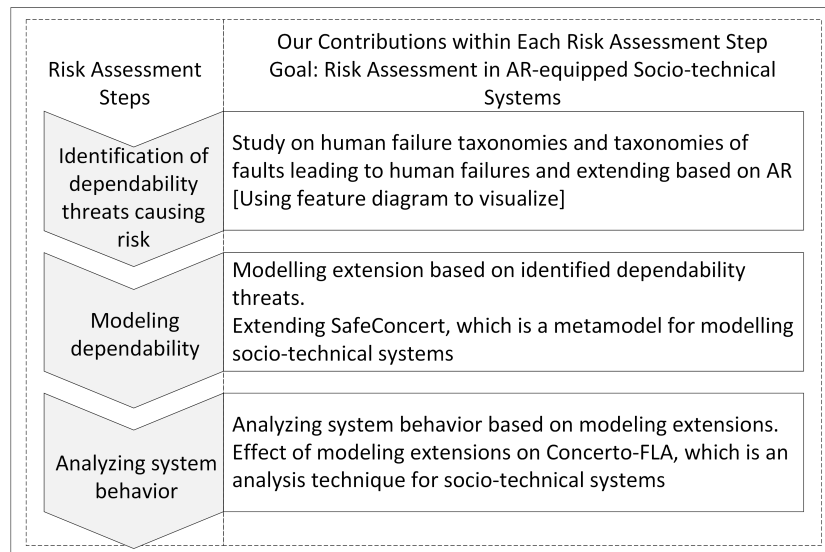 Risk Assessment
Steps
Our Contributions within Each Risk Assessment Step
Goal: Risk Assessment in AR-equipped Socio-technical
Systems
Identification of
dependability
threats causing
risk
Study on human failure taxonomies and taxonomies of
faults leading to human failures and extending based on AR
[Using feature diagram to visualize]
Modeling
dependability
Modelling extension based on identified dependability
threats.
Extending SafeConcert, which is a metamodel for modelling
socio-technical systems
Analyzing system
behavior
Analyzing system behavior based on modeling extensions.
Effect of modeling extensions on Concerto-FLA, which is an
analysis technique for socio-technical systems